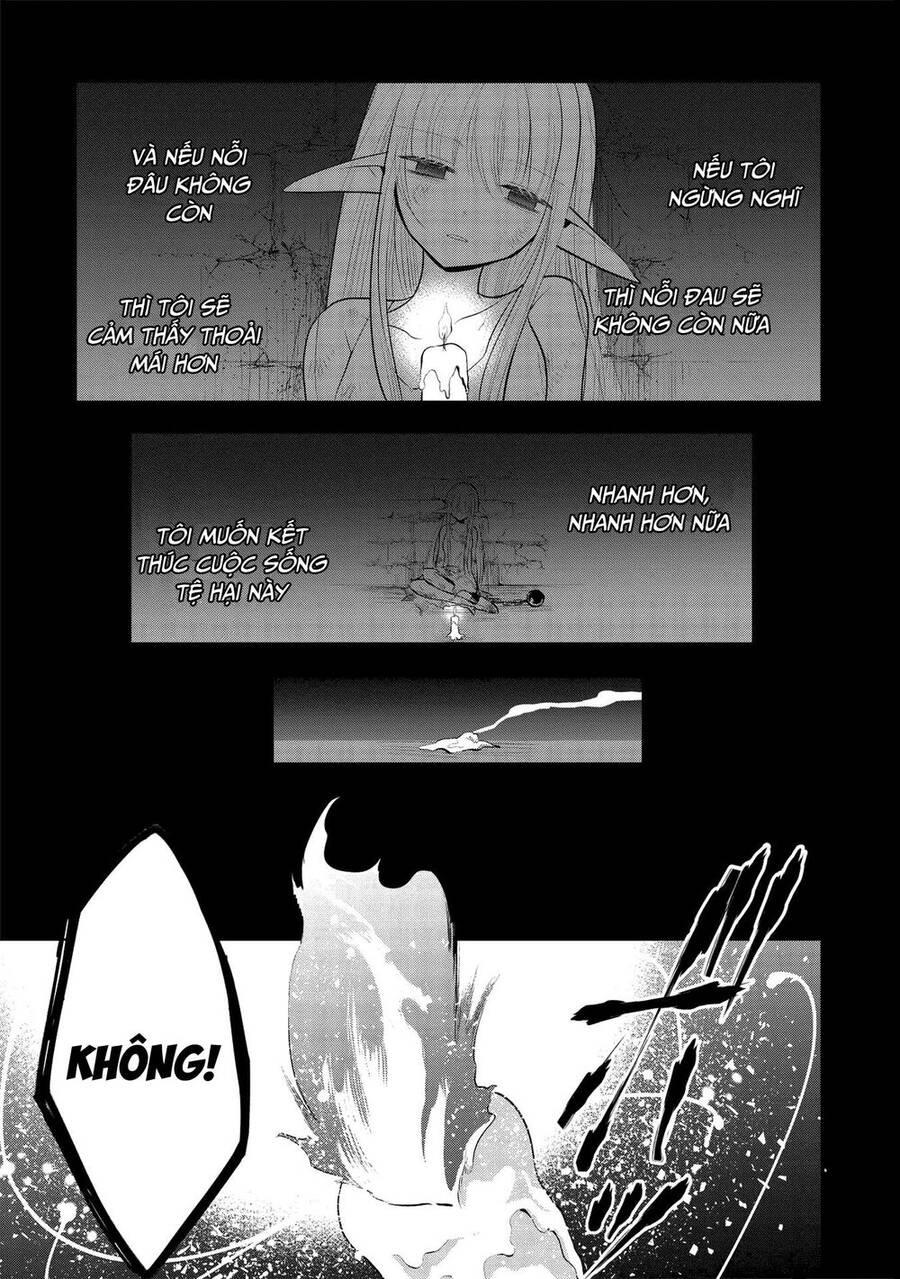 NẾU TÔI
NGỪNG NGHĨ
THÌ NỖI ĐAU SẼ
KHÔNG CÒN NỮA
VÀ NẾU NỖI
ĐÂU KHÔNG
CÒN
THÌ TÔI SẼ
CẢM THẤY THOẢI
MÁI HƠN
NHANH HƠN,
NHANH HƠN NỮA
TÔI MUỐN KẾT
THÚC CUỘC SỐNG
TỆ HẠI NÀY
KHÔNG!